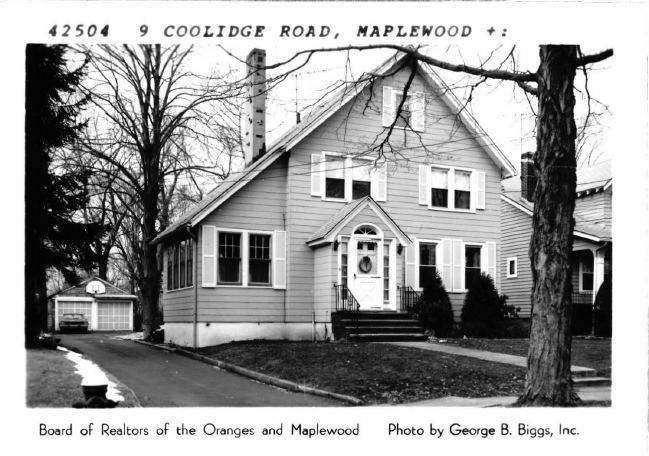 42504 9 COOLIDGE ROAD, MAPLEWOOD +:
Board of Realtors of the Oranges and Maplewood Photo by George B. Biggs, Inc.